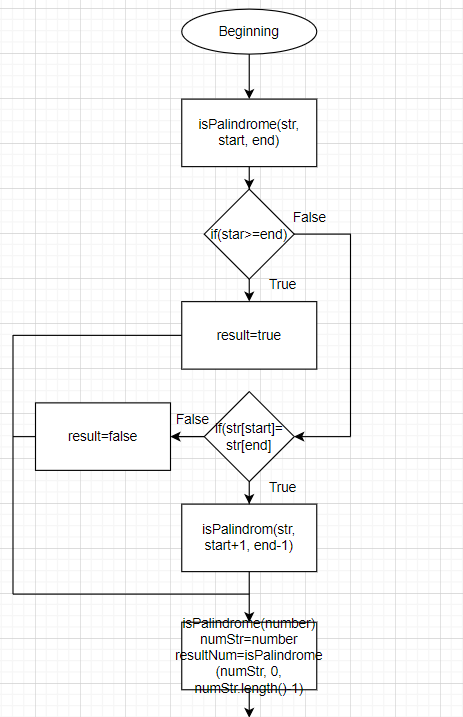 Beginning
isPalindrome(str,
start, end)
if(star>=end)
False
True
result=true
False
if(str[start]=
str[end]
result=false
True
isPalindrom(str,
start+1, end-1)
isPalindrome(number)
numStr=number
resultNum=isPalindrome
(numStr, 0,
numStr.length()-1)